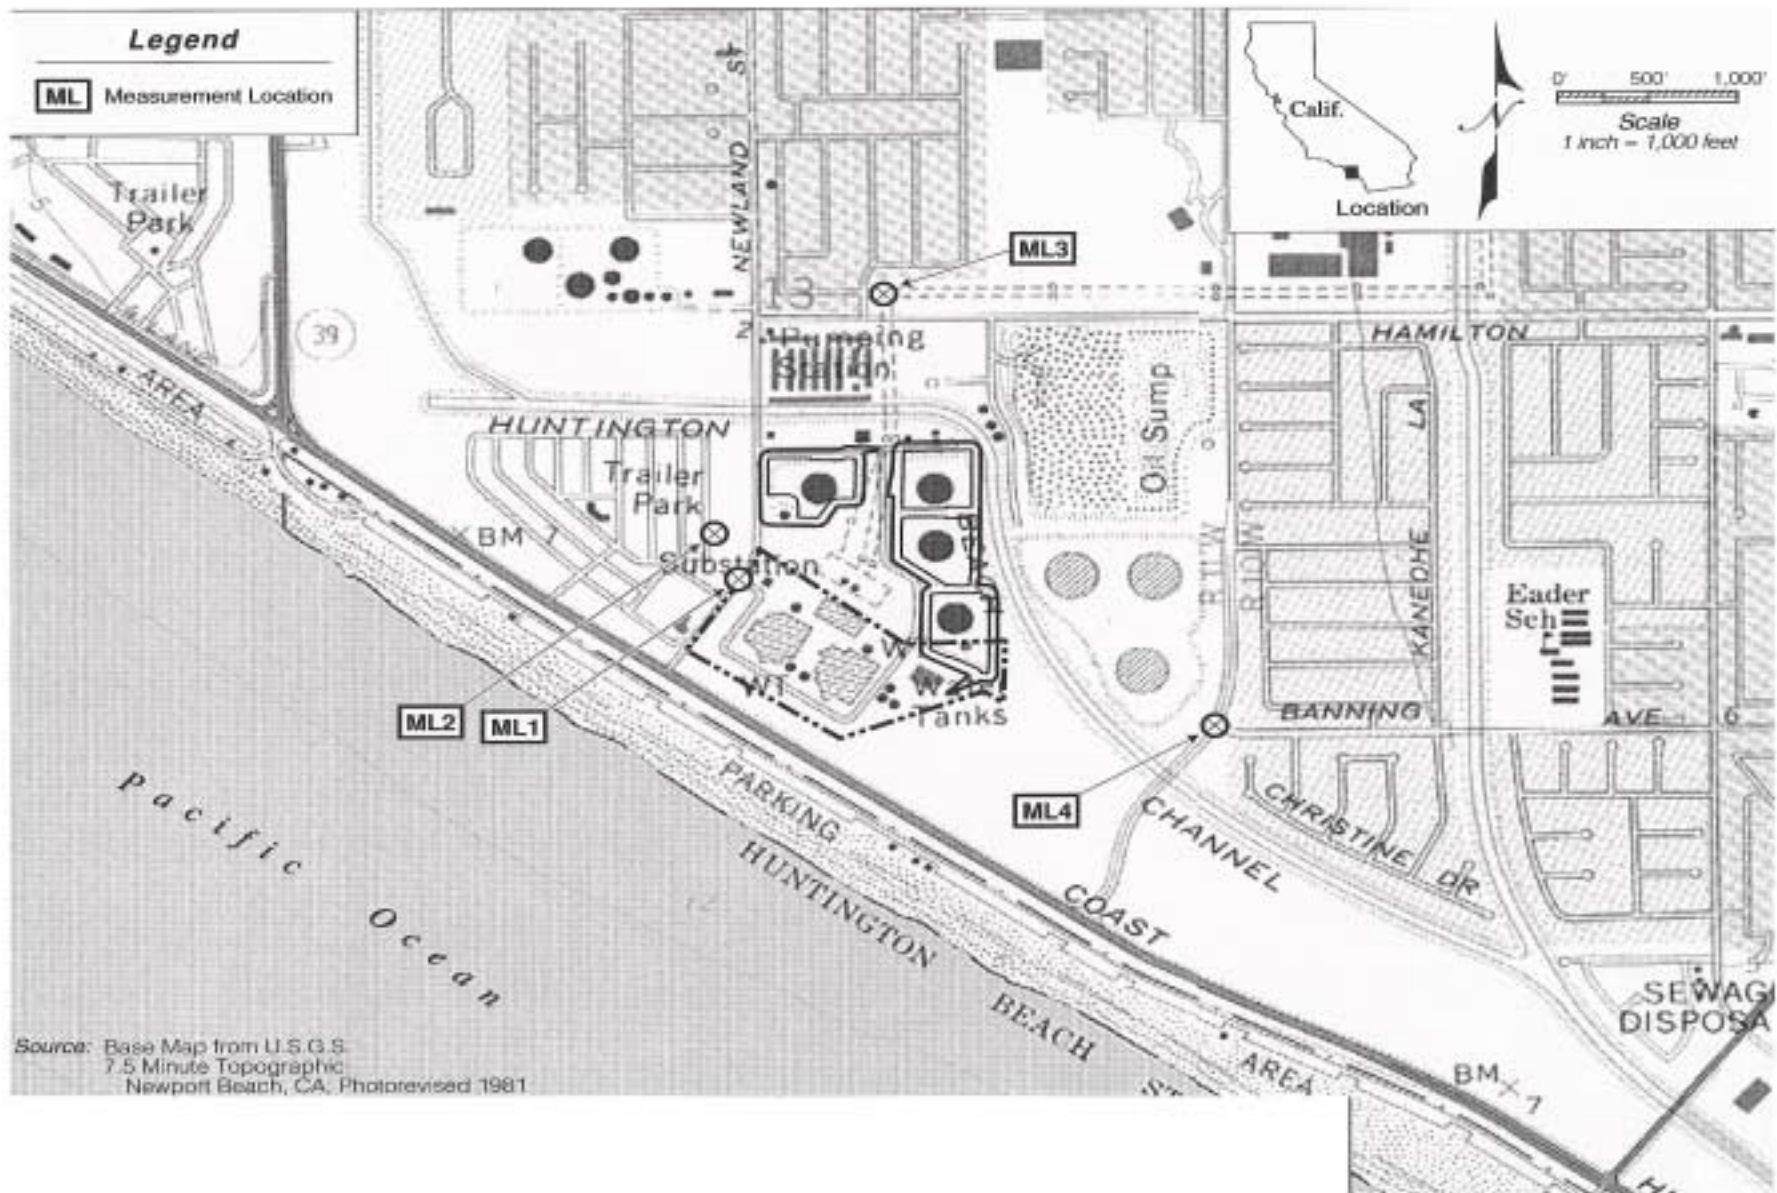 Legend
ML Measurement Location
Trailer
Park
39
AREA
NEWLAND
ST
13
Pumping
Station
HUNTINGTON
Trailer
Park
BM 7
Substation
ML3
ML2
ML1
ML4
W
W
Tanks
Oil Sump
HAMILTON
LA
KANEOHE
Eader
Sch
BANNING
AVE
6
CHRISTINE
DR
CHANNEL
COAST
PARKING
HUNTINGTON
BEACH
AREA
BM 7
SEWAG
DISPOSA
Pacific
Ocean
Calif.
Location
0' 500' 1,000'
Scale
1 inch = 1,000 feet
N
Source: Base Map from U.S.G.S.
7.5 Minute Topographic
Newport Beach, CA, Photorevised 1981